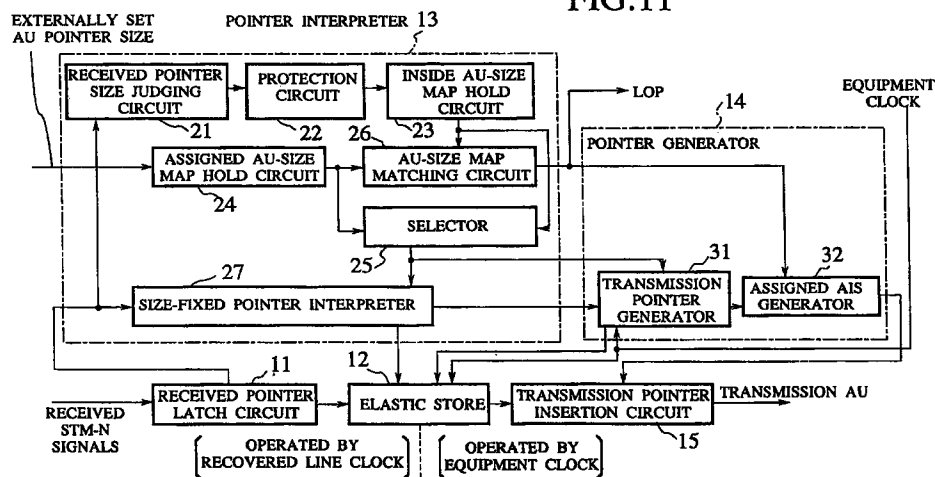 FIG.11
EXTERNALLY SET
AU POINTER SIZE
POINTER INTERPRETER 13
RECEIVED POINTER
SIZE JUDGING
CIRCUIT
21
PROTECTION
CIRCUIT
22
INSIDE AU-SIZE
MAP HOLD
CIRCUIT
23
LOP
EQUIPMENT
CLOCK
14
POINTER GENERATOR
ASSIGNED AU-SIZE
MAP HOLD CIRCUIT
24
26
AU-SIZE MAP
MATCHING CIRCUIT
SELECTOR
25
27
SIZE-FIXED POINTER INTERPRETER
31
TRANSMISSION
POINTER
GENERATOR
32
ASSIGNED AIS
GENERATOR
11
RECEIVED POINTER
LATCH CIRCUIT
12
ELASTIC STORE
TRANSMISSION POINTER
INSERTION CIRCUIT
15
TRANSMISSION AU
RECEIVED
STM-N
SIGNALS
OPERATED BY
RECOVERED LINE CLOCK
OPERATED BY
EQUIPMENT CLOCK